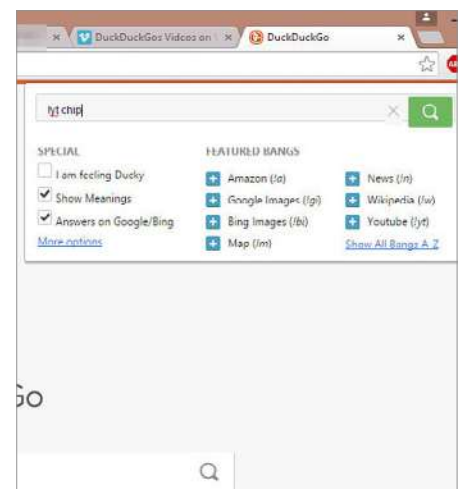 DuckDuckGos Videos on
DuckDuckGo
!yt chip
SPECIAL
I am feeling Ducky
Show Meanings
Answers on Google/Bing
More options
FEATURED BANGS
Amazon (!a)
Google Images (!gi)
Bing Images (!bi)
Map (!m)
News (!n)
Wikipedia (!w)
Youtube (!yt)
Show All Bangs A-Z
Go